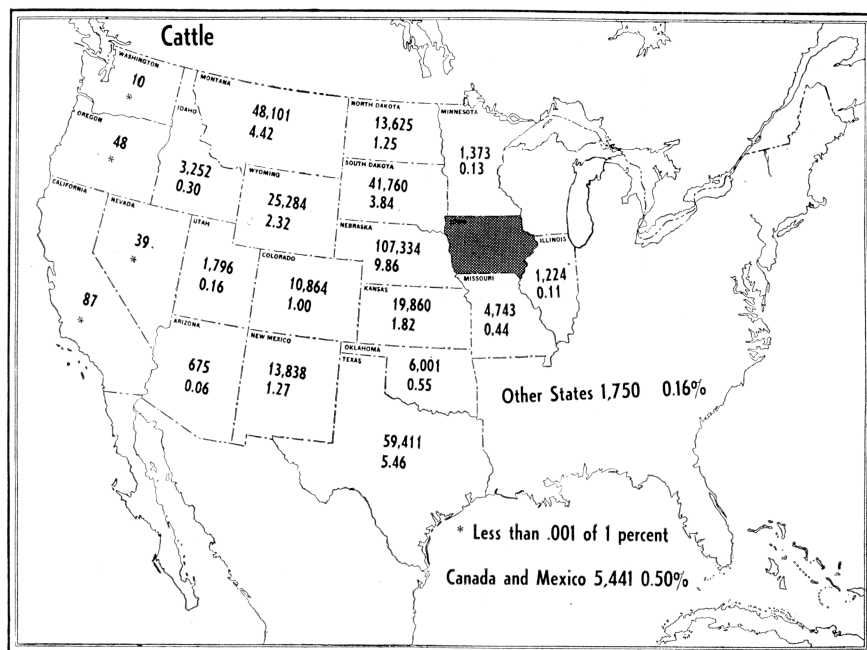 Cattle
WASHINGTON
10
*
MONTANA
48,101
4.42
NORTH DAKOTA
13,625
1.25
MINNESOTA
1,373
0.13
OREGON
48
*
IDAHO
3,252
0.30
WYOMING
25,284
2.32
SOUTH DAKOTA
41,760
3.84
CALIFORNIA
87
*
NEVADA
39
*
UTAH
1,796
0.16
COLORADO
10,864
1.00
NEBRASKA
107,334
9.86
KANSAS
19,860
1.82
MISSOURI
4,743
0.44
ILLINOIS
1,224
0.11
ARIZONA
675
0.06
NEW MEXICO
13,838
1.27
OKLAHOMA
6,001
0.55
TEXAS
59,411
5.46
Other States 1,750 0.16%
* Less than .001 of 1 percent
Canada and Mexico 5,441 0.50%